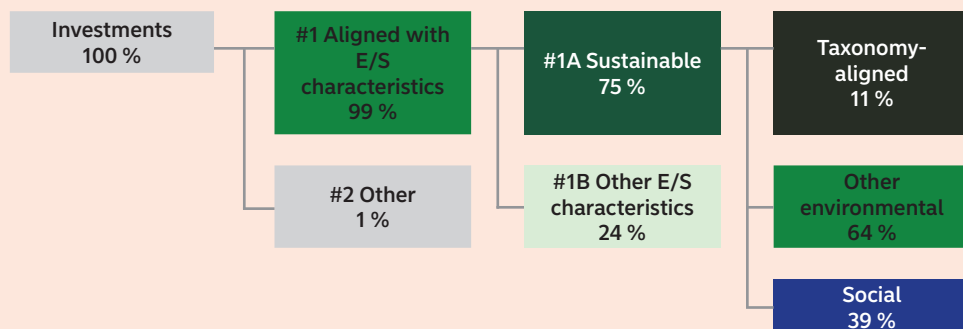 Investments
100 %
#1 Aligned with
E/S
characteristics
99 %
#2 Other
1 %
#1A Sustainable
75 %
#1B Other E/S
characteristics
24 %
Taxonomy-
aligned
11 %
Other
environmental
64 %
Social
39 %